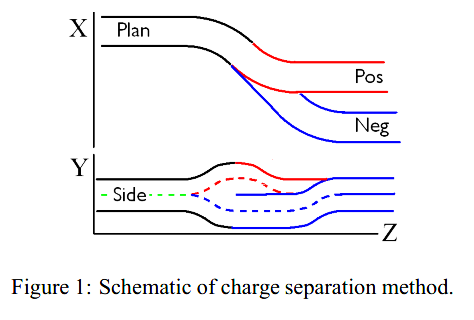 X
Plan
Pos
Neg
Y
Side
Z
Figure 1: Schematic of charge separation method.